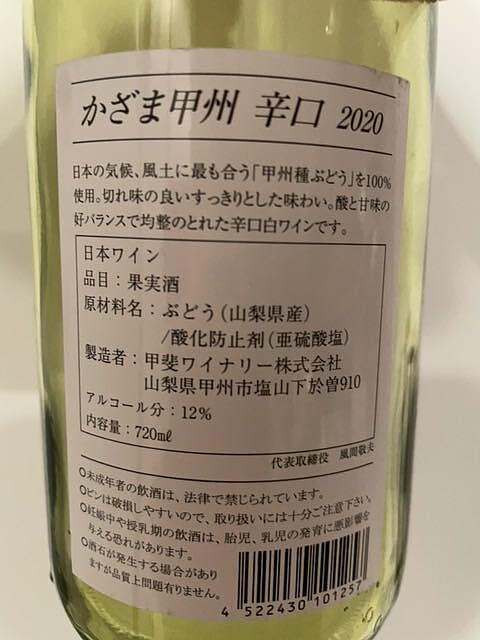 かざま甲州 辛口 2020
日本の気候、風土に最も合う「甲州種ぶどう」を100%
使用。切れ味の良いすっきりとした味わい。酸と甘味の
好バランスで均整のとれた辛口白ワインです。
日本ワイン
品目：果実酒
原材料名：ぶどう（山梨県産）
/酸化防止剤（亜硫酸塩）
製造者：甲斐ワイナリー株式会社
山梨県甲州市塩山下於曽910
アルコール分：12%
内容量：720㎖
代表取締役 風間敬夫
○未成年者の飲酒は、法律で禁じられています。
○ビンは破損しやすいので、取り扱いには十分ご注意下さい。
○妊娠中や授乳期の飲酒は、胎児、乳児の発育に悪影響を
与える恐れがあります。
○酒石が発生する場合があり
ますが品質上問題有りません。
4 522430 101257